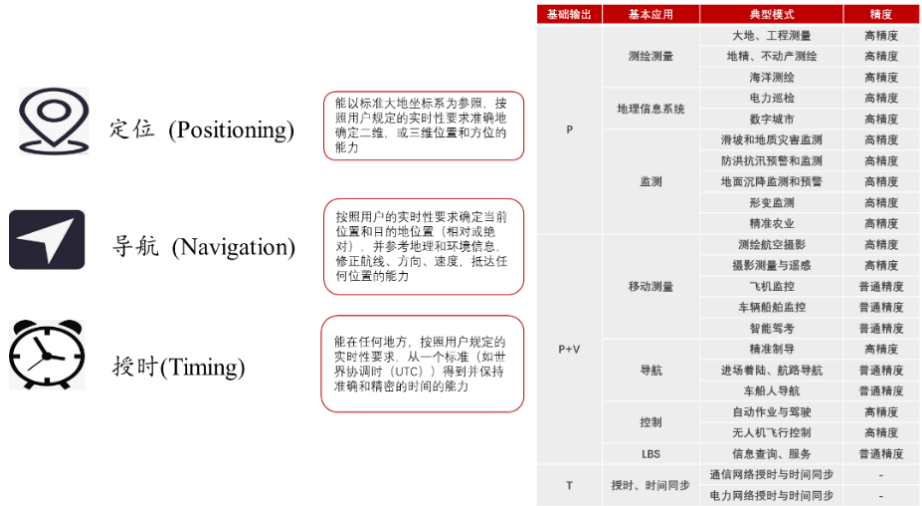 定位 (Positioning)
能以标准大地坐标系为参照，按
照用户规定的实时性要求准确地
确定二维，或三维位置和方位的
能力
导航 (Navigation)
按照用户的实时性要求确定当前
位置和目的地位置（相对或绝
对），并参考地理和环境信息，
修正航线、方向、速度，抵达任
何位置的能力
授时(Timing)
能在任何地方，按照用户规定的
实时性要求，从一个标准（如世
界协调时（UTC））得到并保持
准确和精密的时间的能力
基础输出 基本应用 典型模式 精度
P 测绘测量 大地、工程测量 高精度
地精、不动产测绘 高精度
海洋测绘 高精度
地理信息系统 电力巡检 高精度
数字城市 高精度
监测 滑坡和地质灾害监测 高精度
防洪抗汛预警和监测 高精度
地面沉降监测和预警 高精度
形变监测 高精度
精准农业 高精度
P+V 移动测量 测绘航空摄影 高精度
摄影测量与遥感 高精度
飞机监控 普通精度
车辆船舶监控 普通精度
智能驾考 普通精度
导航 精准制导 高精度
进场着陆、航路导航 普通精度
车船人导航 普通精度
控制 自动作业与驾驶 高精度
无人机飞行控制 高精度
LBS 信息查询、服务 普通精度
T 授时、时间同步 通信网络授时与时间同步 -
电力网络授时与时间同步 -